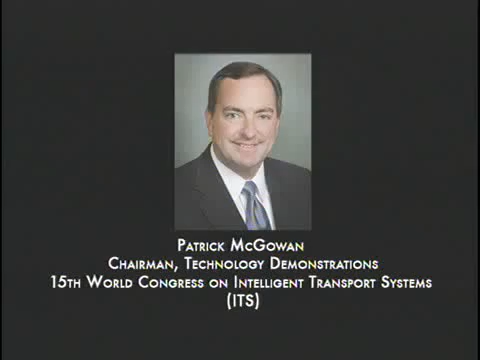 Patrick McGowan
Chairman, Technology Demonstrations
15th World Congress on Intelligent Transport Systems
(ITS)